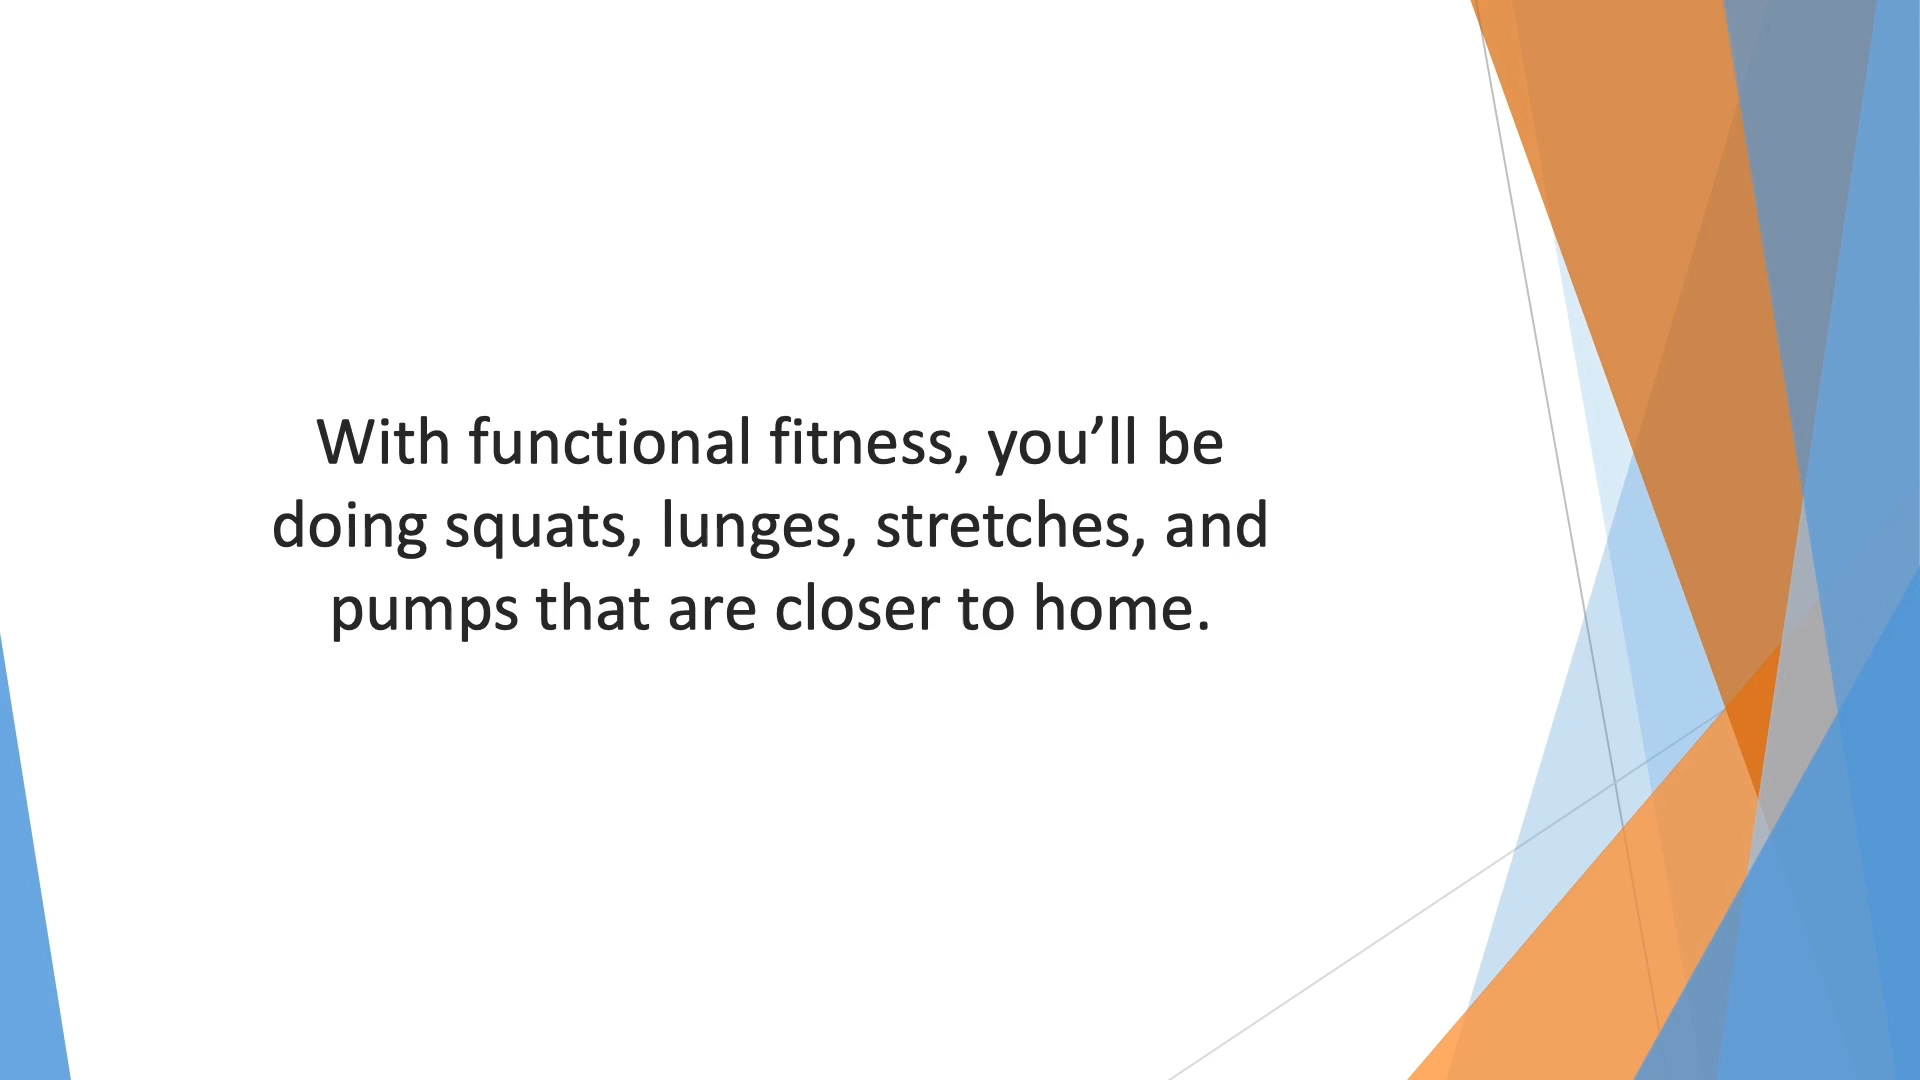 With functional fitness, you’ll be
doing squats, lunges, stretches, and
pumps that are closer to home.